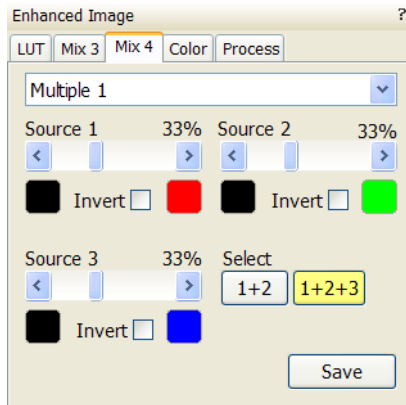 Enhanced Image ?
LUT Mix 3 Mix 4 Color Process
Multiple 1
Source 1 33% Source 2 33%
Invert Invert
Source 3 33% Select
1+2 1+2+3
Invert
Save